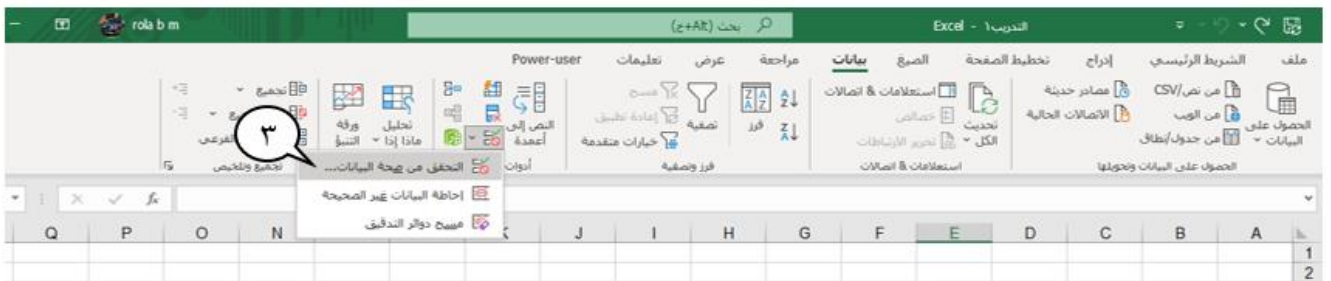 التدريب١ - Excel
بحث (Alt+خ)
rola b m
ملف الشريط الرئيسي إدراج تخطيط الصفحة الصيغ بيانات مراجعة عرض تعليمات Power-user
الحصول على البيانات
من نص/CSV
من الويب
من جدول/نطاق
مصادر حديثة
الاتصالات الحالية
الحصول على البيانات وتحويلها
تحديث الكل
استعلامات & اتصالات
خصائص
تحرير الارتباطات
استعلامات & اتصالات
فرز
تصفية
مسح
إعادة تطبيق
خيارات متقدمة
فرز وتصفية
النص إلى أعمدة
أدوات
تحليل ماذا إذا
ورقة التنبؤ
تجميع
الفرعي
تجميع وتلخيص
٣
التحقق من صحة البيانات...
إحاطة البيانات غير الصحيحة
مسح دوائر التدقيق
fx
A B C D E F G H I J K N O P Q
1
2